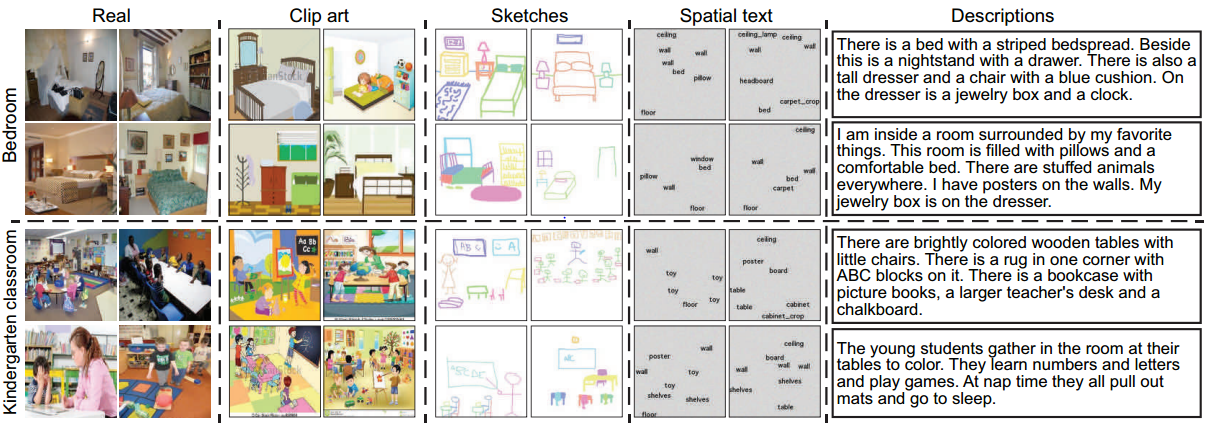 Real
Clip art
Sketches
Spatial text
Descriptions
Bedroom
ceiling
wall
wall
wall
bed
pillow
floor
ceiling_lamp
ceiling
wall
wall
headboard
carpet_crop
bed
There is a bed with a striped bedspread. Beside
this is a nightstand with a drawer. There is also a
tall dresser and a chair with a blue cushion. On
the dresser is a jewelry box and a clock.
window
bed
pillow
wall
floor
ceiling
wall
wall
bed
carpet
floor
I am inside a room surrounded by my favorite
things. This room is filled with pillows and a
comfortable bed. There are stuffed animals
everywhere. I have posters on the walls. My
jewelry box is on the dresser.
Kindergarten classroom
Aa Bb
Cc
Aa Bb
ABC
A
wall
toy
toy
toy
toy
floor
ceiling
poster
board
table
table
cabinet
cabinet_crop
There are brightly colored wooden tables with
little chairs. There is a rug in one corner with
ABC blocks on it. There is a bookcase with
picture books, a larger teacher's desk and a
chalkboard.
ABCDE
wall
poster
wall
toy
toy
shelves
shelves
floor
ceiling
board
wall
wall
wall
shelves
shelves
table
The young students gather in the room at their
tables to color. They learn numbers and letters
and play games. At nap time they all pull out
mats and go to sleep.